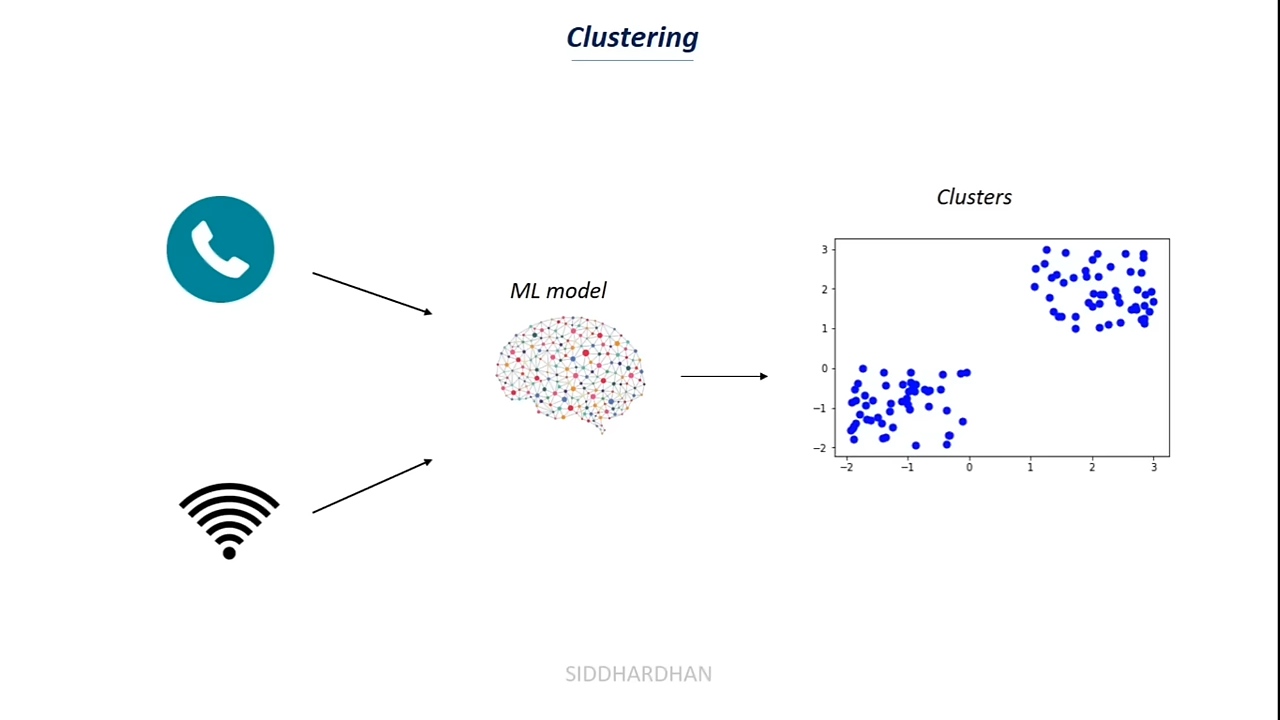 Clustering
Clusters
ML model
3
2
1
0
−1
−2
−2 −1 0 1 2 3
SIDDHARDHAN